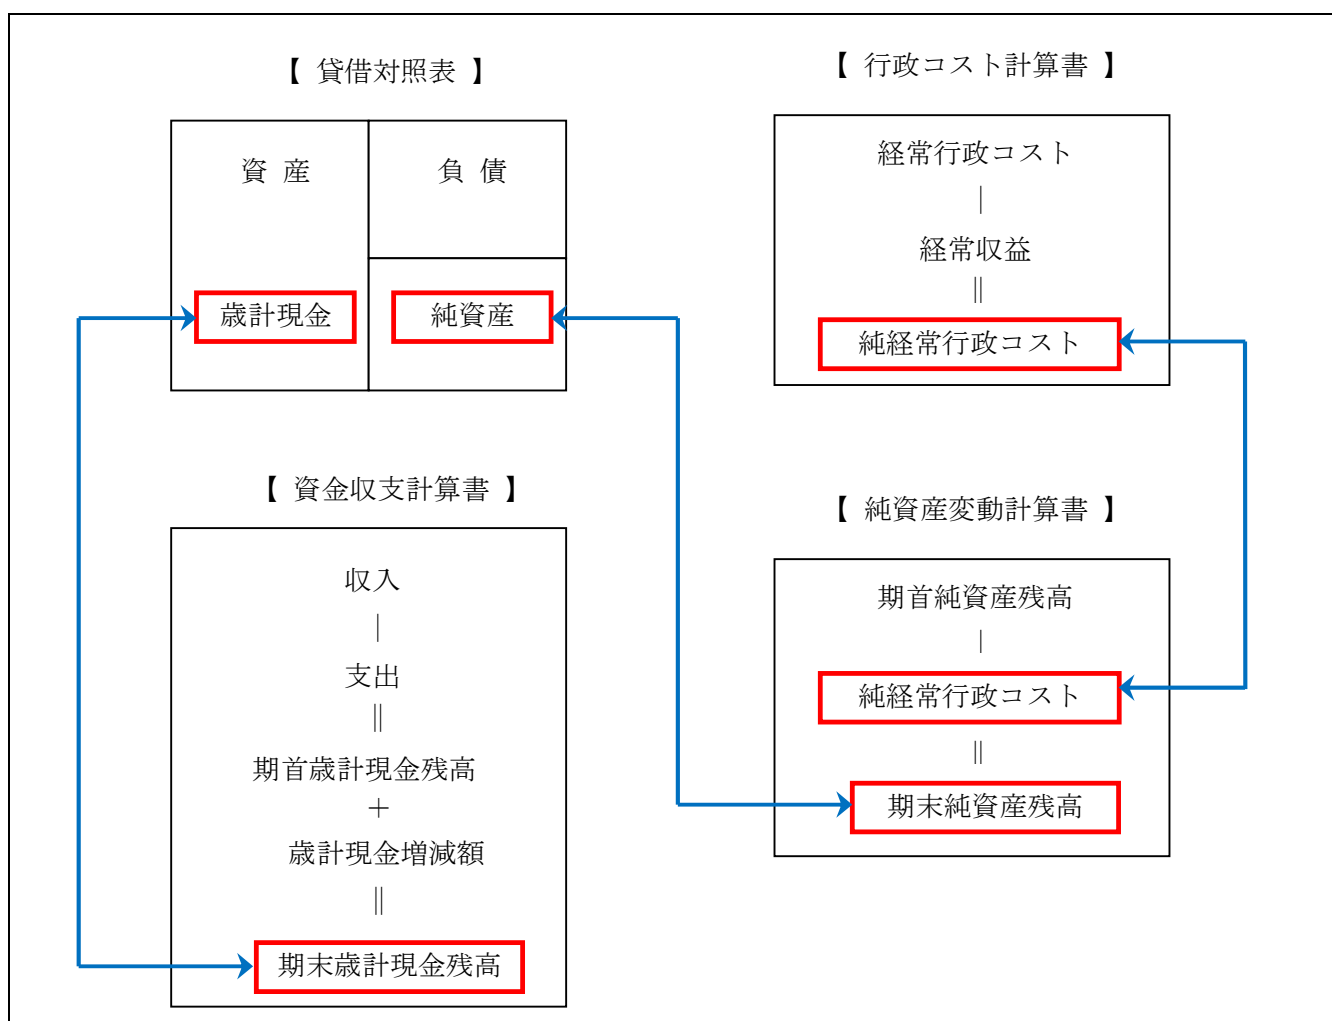 【 貸借対照表 】
資 産
負 債
歳計現金
純資産
【 行政コスト計算書 】
経常行政コスト
|
経常収益
||
純経常行政コスト
【 資金収支計算書 】
収入
|
支出
||
期首歳計現金残高
＋
歳計現金増減額
||
期末歳計現金残高
【 純資産変動計算書 】
期首純資産残高
|
純経常行政コスト
||
期末純資産残高